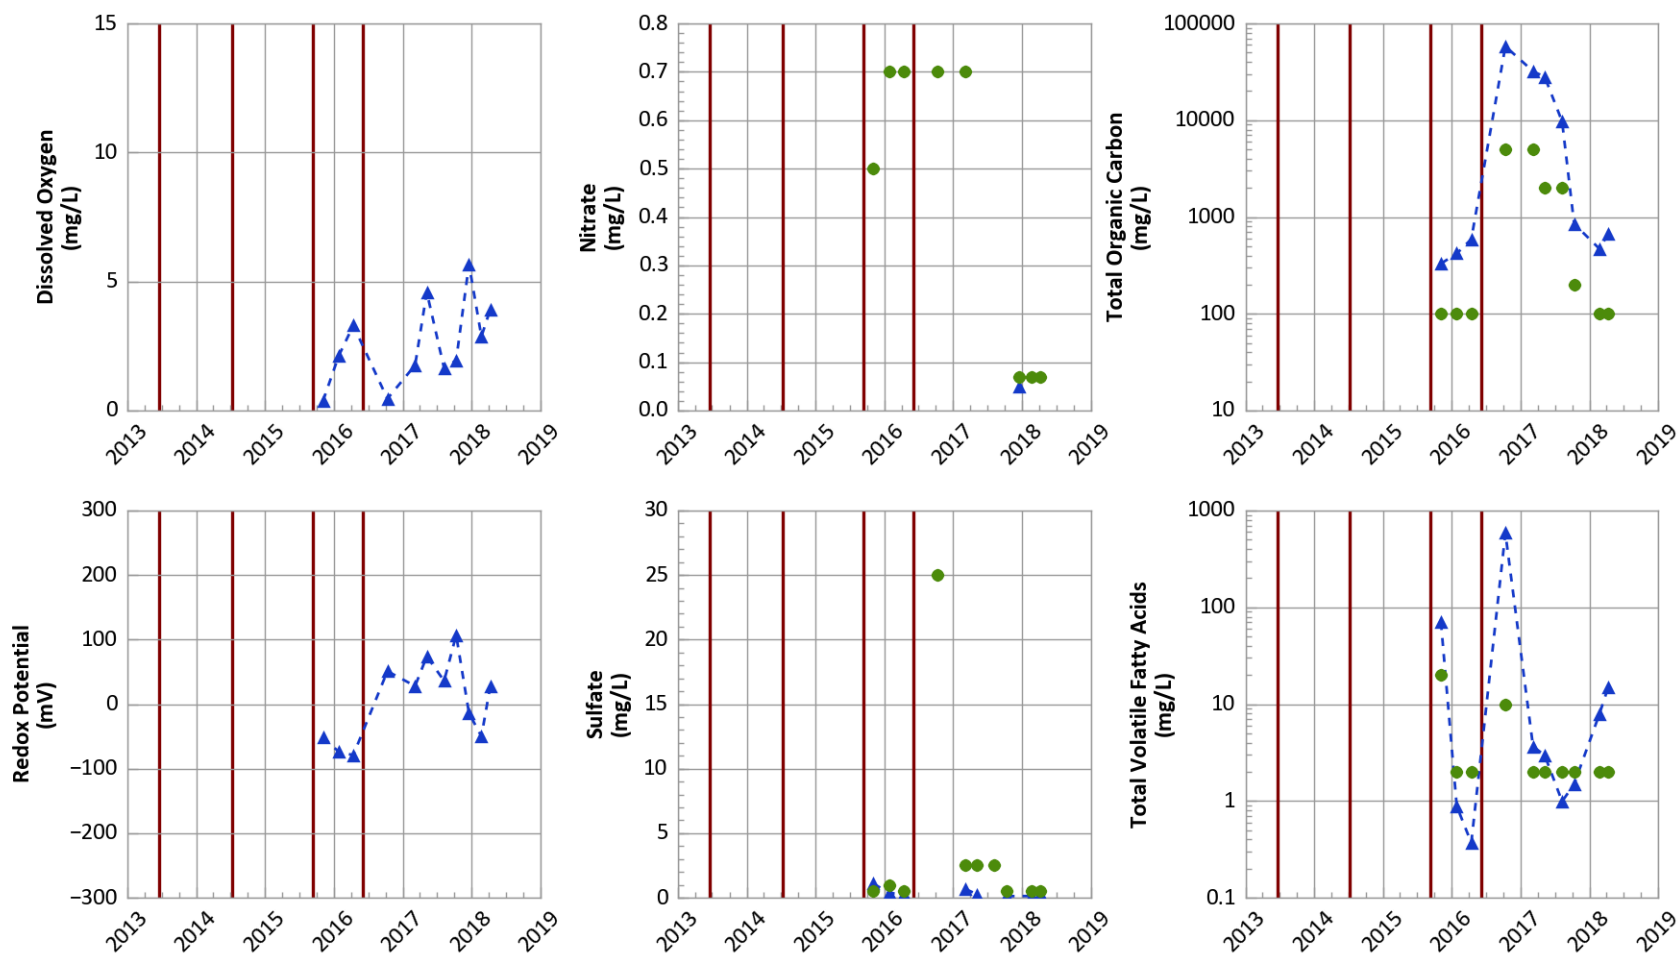 Dissolved Oxygen
(mg/L)
15
10
5
0
2013 2014 2015 2016 2017 2018 2019
Nitrate
(mg/L)
0.8
0.7
0.6
0.5
0.4
0.3
0.2
0.1
0.0
2013 2014 2015 2016 2017 2018 2019
Total Organic Carbon
(mg/L)
100000
10000
1000
100
10
2013 2014 2015 2016 2017 2018 2019
Redox Potential
(mV)
300
200
100
0
−100
−200
−300
2013 2014 2015 2016 2017 2018 2019
Sulfate
(mg/L)
30
25
20
15
10
5
0
2013 2014 2015 2016 2017 2018 2019
Total Volatile Fatty Acids
(mg/L)
1000
100
10
1
0.1
2013 2014 2015 2016 2017 2018 2019